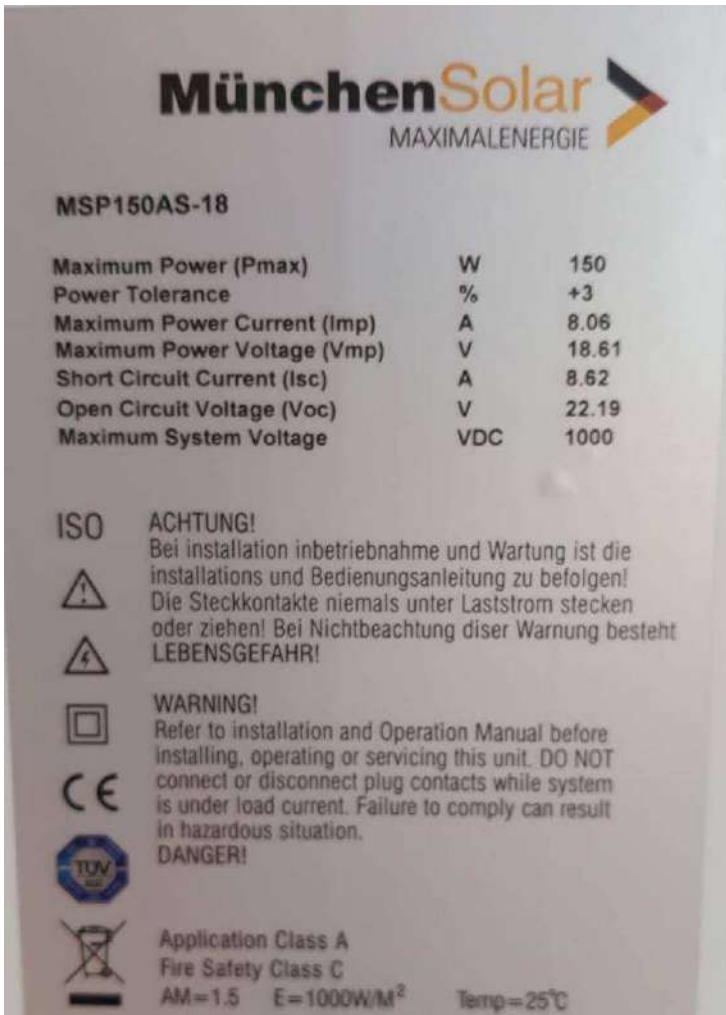 MünchenSolar
MAXIMALENERGIE
MSP150AS-18
Maximum Power (Pmax) W 150
Power Tolerance % +3
Maximum Power Current (Imp) A 8.06
Maximum Power Voltage (Vmp) V 18.61
Short Circuit Current (Isc) A 8.62
Open Circuit Voltage (Voc) V 22.19
Maximum System Voltage VDC 1000
ISO
ACHTUNG!
Bei installation inbetriebnahme und Wartung ist die
installations und Bedienungsanleitung zu befolgen!
Die Steckkontakte niemals unter Laststrom stecken
oder ziehen! Bei Nichtbeachtung diser Warnung besteht
LEBENSGEFAHR!
WARNING!
Refer to installation and Operation Manual before
installing, operating or servicing this unit. DO NOT
connect or disconnect plug contacts while system
is under load current. Failure to comply can result
in hazardous situation.
DANGER!
CE
TÜV
Application Class A
Fire Safety Class C
AM=1.5 E=1000W/M² Temp=25℃